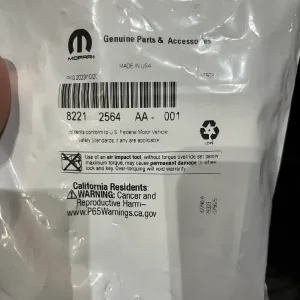 MOPAR
Genuine Parts & Accessories
MADE IN USA
8221 2564 AA - 001
Contents conform to U.S. Federal Motor Vehicle
Safety Standards, if any are applicable
Use of an air impact tool, without torque override set below
maximum torque, may cause permanent damage to wheel
lock and key. Over-torquing will void warranty
California Residents:
WARNING: Cancer and
Reproductive Harm–
www.P65Warnings.ca.gov